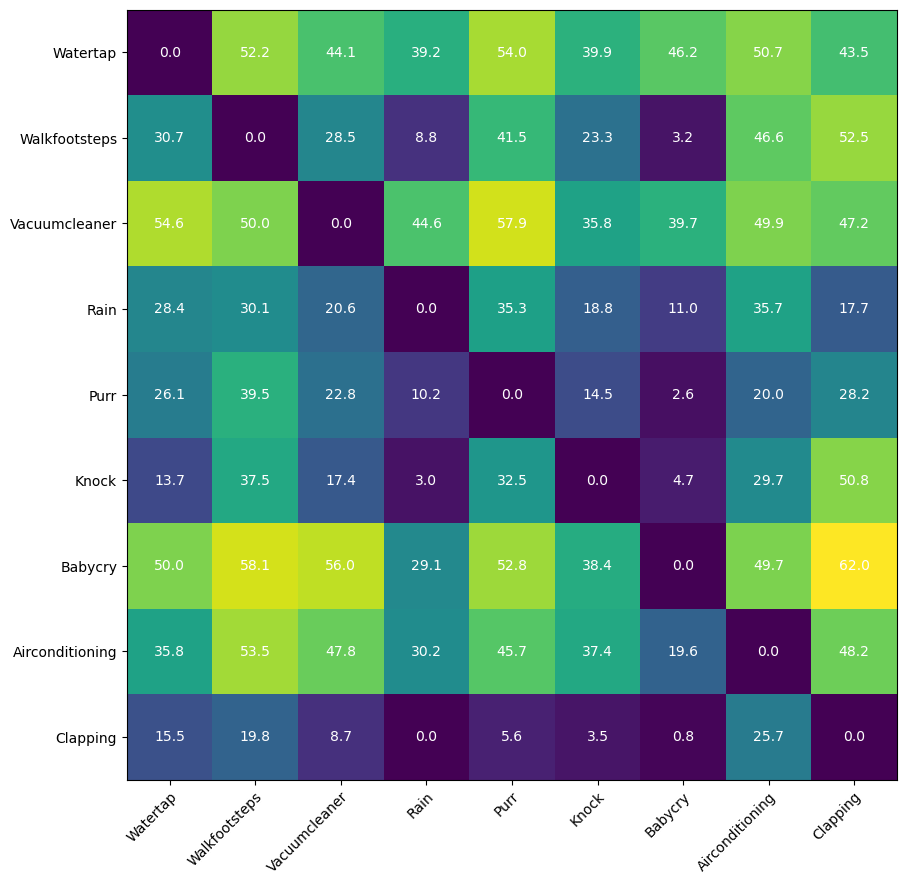 Watertap 0.0 52.2 44.1 39.2 54.0 39.9 46.2 50.7 43.5
Walkfootsteps 30.7 0.0 28.5 8.8 41.5 23.3 3.2 46.6 52.5
Vacuumcleaner 54.6 50.0 0.0 44.6 57.9 35.8 39.7 49.9 47.2
Rain 28.4 30.1 20.6 0.0 35.3 18.8 11.0 35.7 17.7
Purr 26.1 39.5 22.8 10.2 0.0 14.5 2.6 20.0 28.2
Knock 13.7 37.5 17.4 3.0 32.5 0.0 4.7 29.7 50.8
Babycry 50.0 58.1 56.0 29.1 52.8 38.4 0.0 49.7 62.0
Airconditioning 35.8 53.5 47.8 30.2 45.7 37.4 19.6 0.0 48.2
Clapping 15.5 19.8 8.7 0.0 5.6 3.5 0.8 25.7 0.0
Watertap Walkfootsteps Vacuumcleaner Rain Purr Knock Babycry Airconditioning Clapping